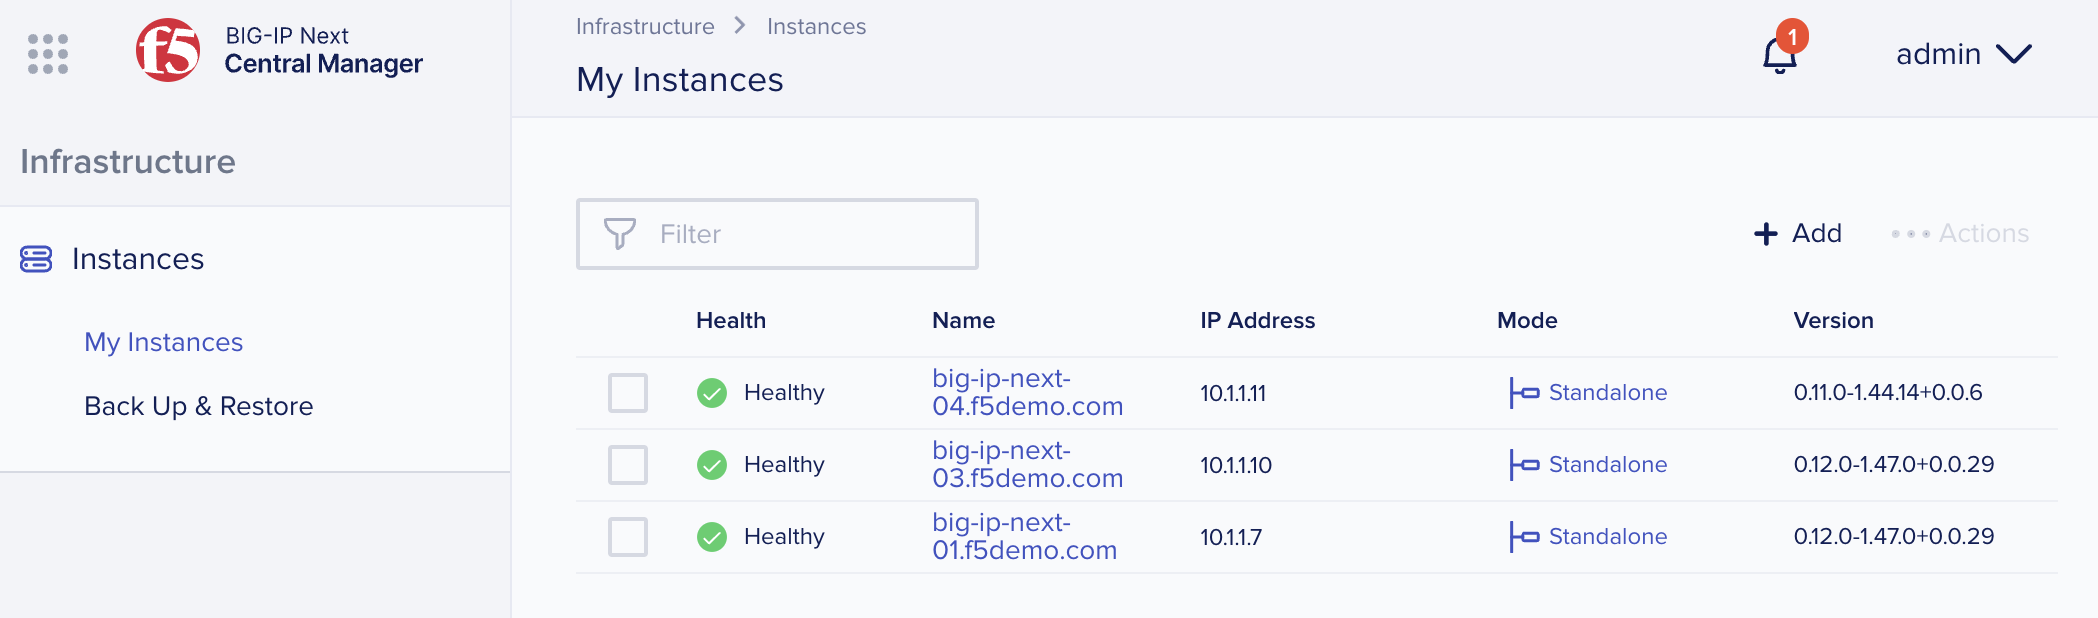 f5
BIG-IP Next
Central Manager
Infrastructure
Instances
My Instances
Back Up & Restore
Infrastructure > Instances
My Instances
1
admin
Filter
+ Add
••• Actions
Health Name IP Address Mode Version
Healthy big-ip-next-04.f5demo.com 10.1.1.11 Standalone 0.11.0-1.44.14+0.0.6
Healthy big-ip-next-03.f5demo.com 10.1.1.10 Standalone 0.12.0-1.47.0+0.0.29
Healthy big-ip-next-01.f5demo.com 10.1.1.7 Standalone 0.12.0-1.47.0+0.0.29